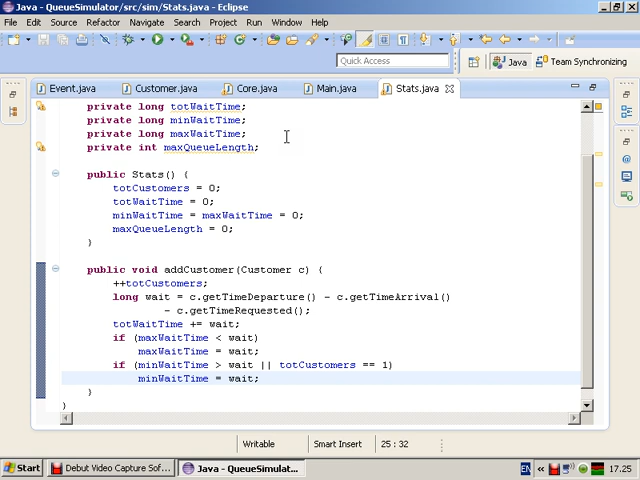 Java - QueueSimulator/src/sim/Stats.java - Eclipse
File Edit Source Refactor Navigate Search Project Run Window Help
Quick Access
Java
Team Synchronizing
Event.java
Customer.java
Core.java
Main.java
Stats.java
private long totWaitTime;
private long minWaitTime;
private long maxWaitTime;
private int maxQueueLength;
public Stats() {
totCustomers = 0;
totWaitTime = 0;
minWaitTime = maxWaitTime = 0;
maxQueueLength = 0;
}
public void addCustomer(Customer c) {
++totCustomers;
long wait = c.getTimeDeparture() - c.getTimeArrival()
- c.getTimeRequested();
totWaitTime += wait;
if (maxWaitTime < wait)
maxWaitTime = wait;
if (minWaitTime > wait || totCustomers == 1)
minWaitTime = wait;
}
}
Writable
Smart Insert
25 : 32
Start
Debut Video Capture Sof...
Java - QueueSimulat...
EN
17.25